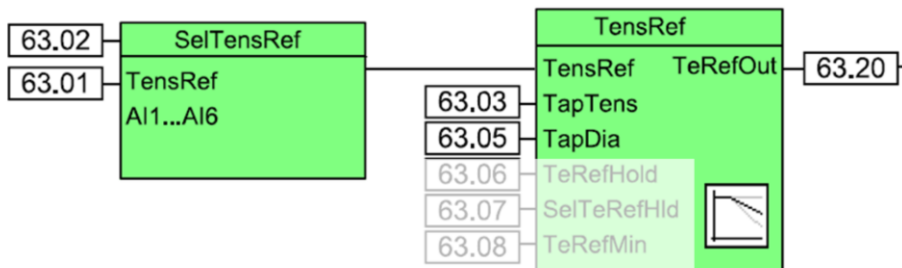 63.02 SelTensRef
63.01 TensRef
AI1...AI6
TensRef
TensRef TeRefOut 63.20
63.03 TapTens
63.05 TapDia
63.06 TeRefHold
63.07 SelTeRefHld
63.08 TeRefMin